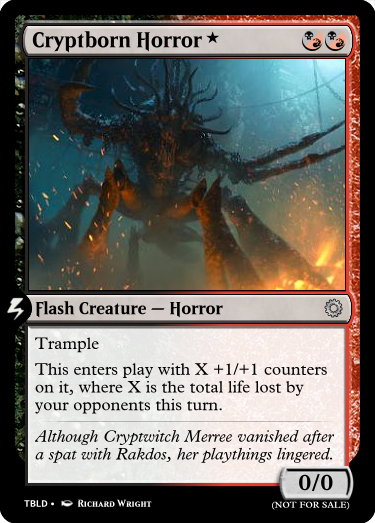 Cryptborn Horror ★
Flash Creature — Horror
Trample
This enters play with X +1/+1 counters
on it, where X is the total life lost by
your opponents this turn.
Although Cryptwitch Merree vanished after
a spat with Rakdos, her playthings lingered.
0/0
TBLD • Richard Wright
(NOT FOR SALE)